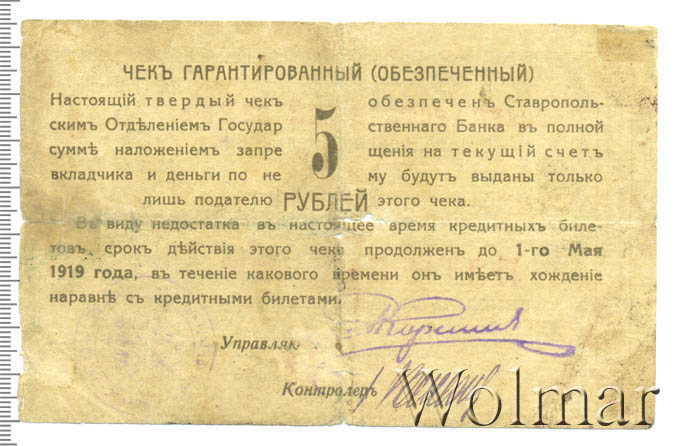 ЧЕКЪ ГАРАНТИРОВАННЫЙ (ОБЕЗПЕЧЕННЫЙ)
Настоящій твердый чекъ обезпеченъ Ставрополь-
скимъ Отдѣленіемъ Государ ственнаго Банка въ полной
суммѣ наложеніемъ запре щенія на текущій счетъ
вкладчика и деньги по не му будутъ выданы только
лишь подателю этого чека.
5
РУБЛЕЙ
Въ виду недостатка въ настоящее время кредитныхъ биле-
товъ, срокъ дѣйствія этого чека продолженъ до 1-го Мая
1919 года, въ теченіе какового времени онъ имѣетъ хожденіе
наравнѣ съ кредитными билетами.
Управляю
Контролеръ
Wolmar